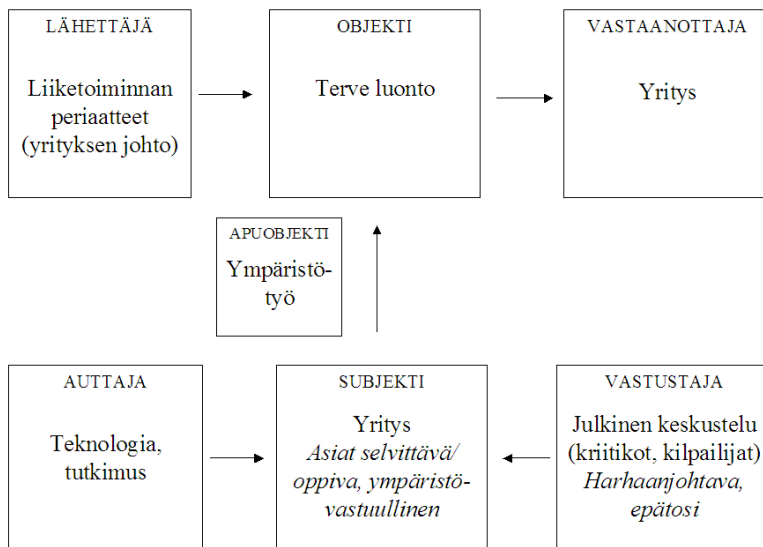 LÄHETTÄJÄ
Liiketoiminnan
periaatteet
(yrityksen johto)
OBJEKTI
Terve luonto
VASTAANOTTAJA
Yritys
APUOBJEKTI
Ympäristö-
työ
AUTTAJA
Teknologia,
tutkimus
SUBJEKTI
Yritys
Asiat selvittävä/
oppiva, ympäristö-
vastuullinen
VASTUSTAJA
Julkinen keskustelu
(kriitikot, kilpailijat)
Harhaanjohtava,
epätosi